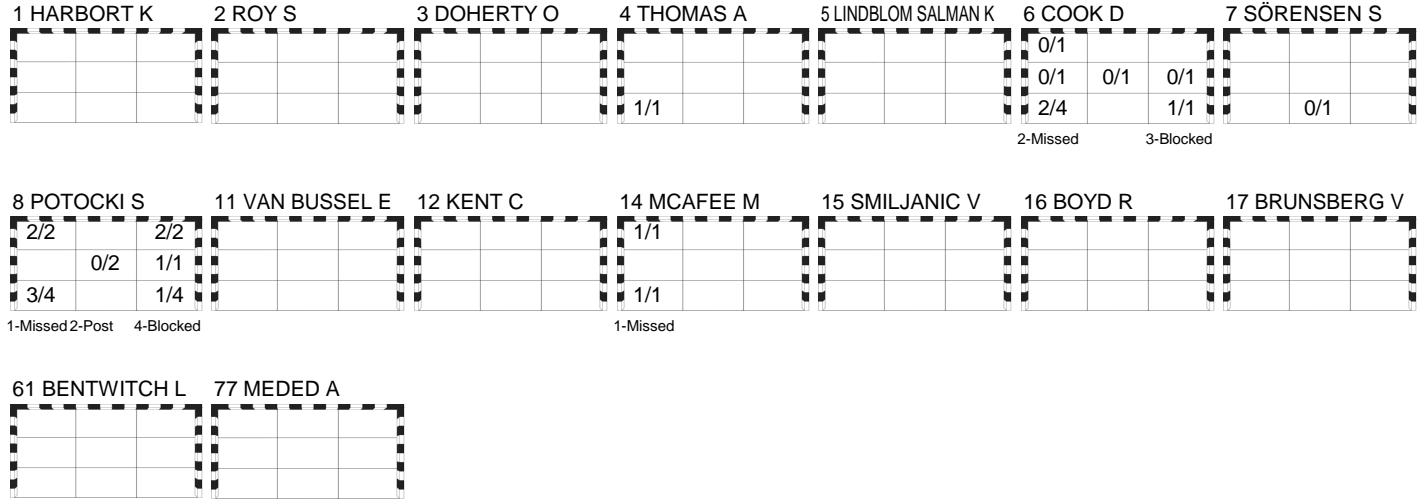 1 HARBORT K 2 ROY S 3 DOHERTY O 4 THOMAS A 5 LINDBLOM SALMAN K 6 COOK D 7 SÖRENSEN S
0/1
0/1 0/1 0/1
1/1 2/4 1/1 0/1
2-Missed 3-Blocked
8 POTOCKI S 11 VAN BUSSEL E 12 KENT C 14 MCAFEE M 15 SMILJANIC V 16 BOYD R 17 BRUNSBERG V
2/2 2/2 1/1
0/2 1/1
3/4 1/4 1/1
1-Missed 2-Post 4-Blocked 1-Missed
61 BENTWITCH L 77 MEDED A